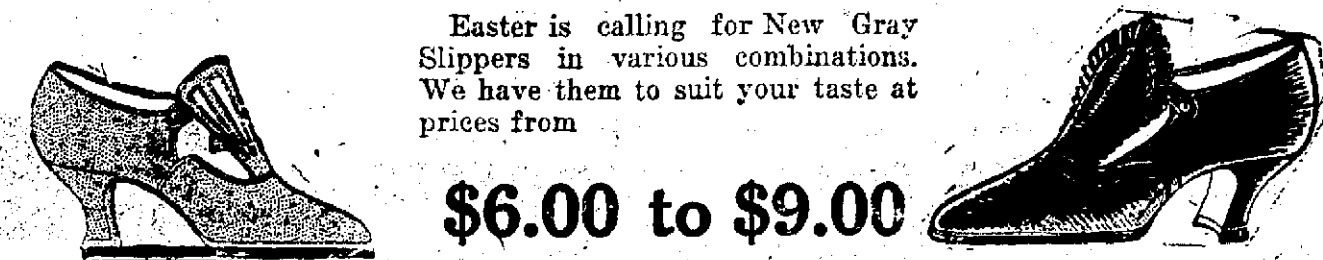 Easter is calling for New Gray
Slippers in various combinations.
We have them to suit your taste at
prices from
$6.00 to $9.00